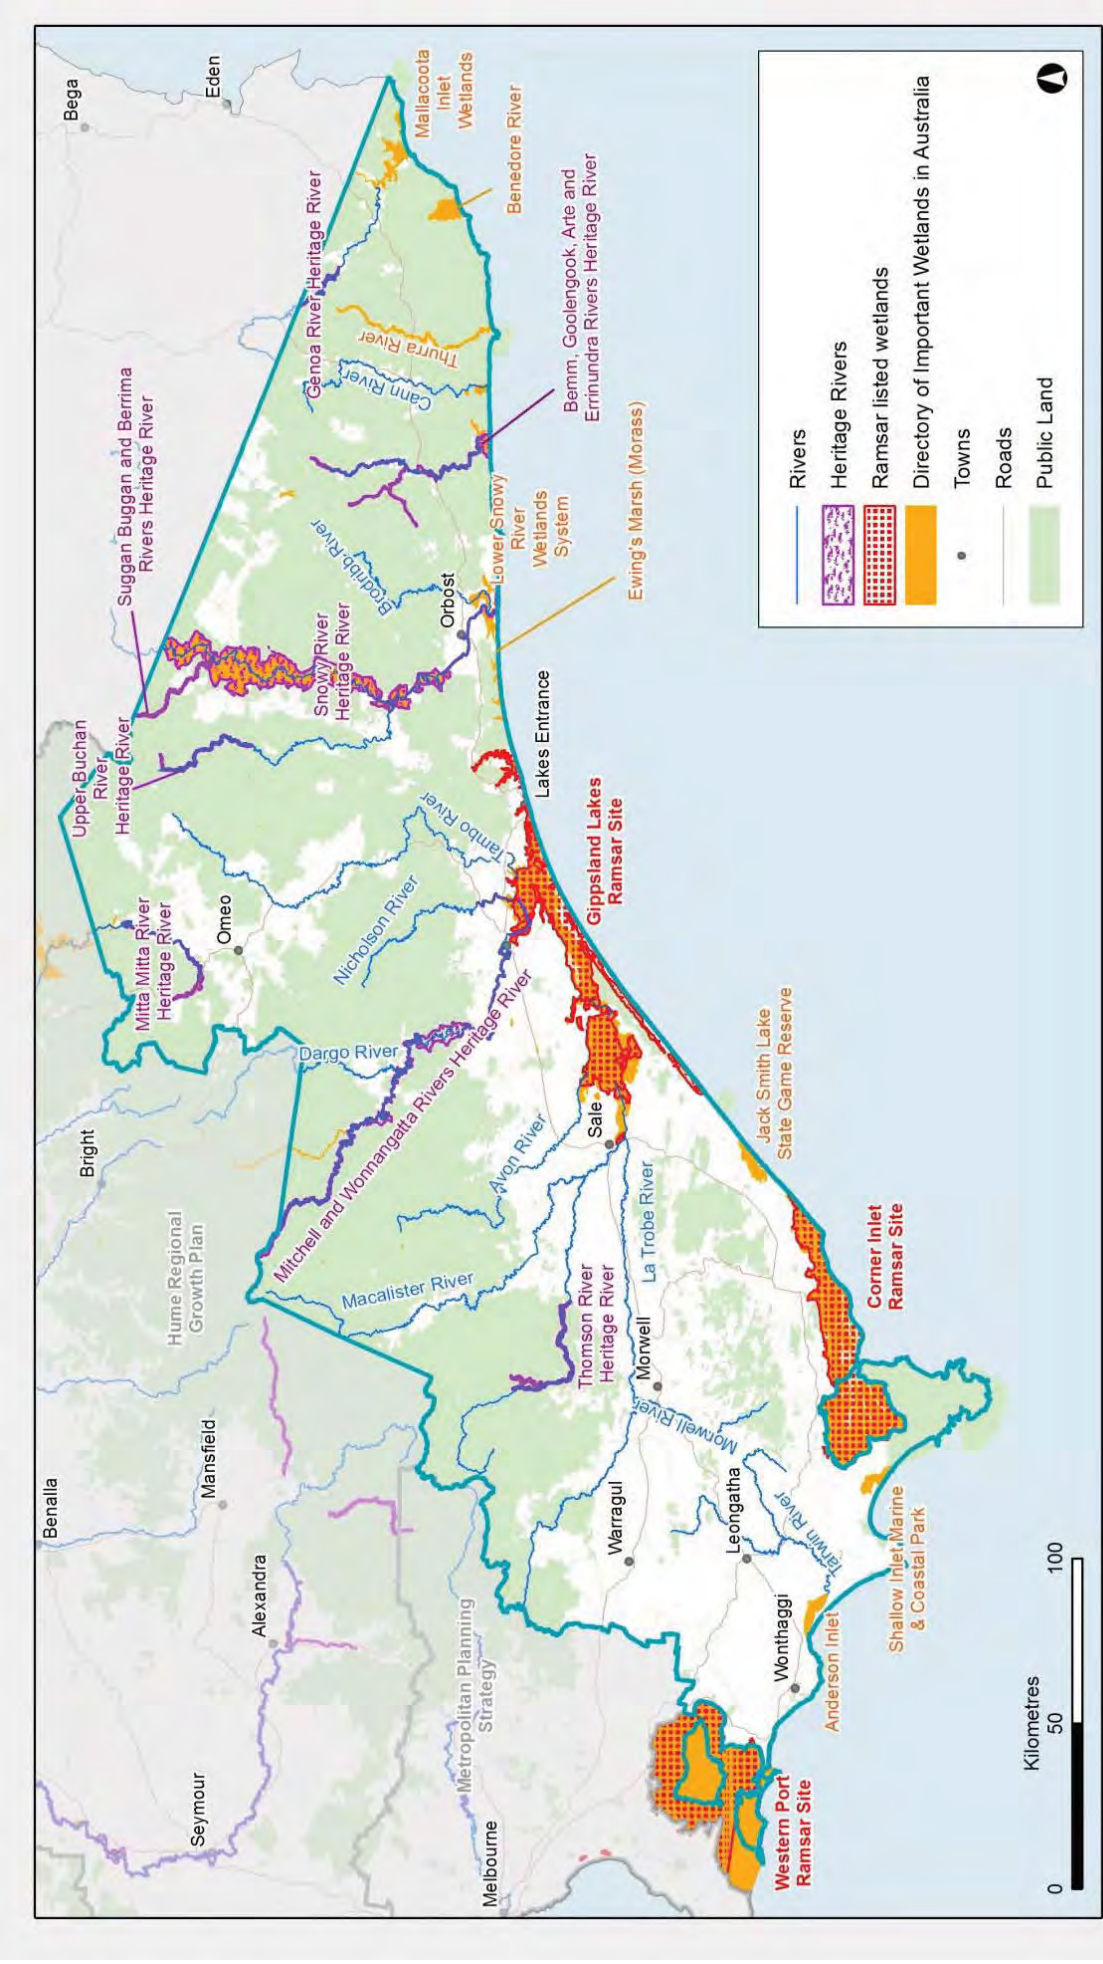 Bega
Eden
Mallacoota
Inlet
Wetlands
Benedore River
Genoa River Heritage River
Thurra River
Cann River
Bemm, Goolengook, Arte and
Errinundra Rivers Heritage River
Suggan Buggan and Berrima
Rivers Heritage River
Brodribb River
Lower Snowy
River
Wetlands
System
Ewing's Marsh (Morass)
Orbost
Snowy River
Heritage River
Upper Buchan
River
Heritage River
Lakes Entrance
Tambo River
Gippsland Lakes
Ramsar Site
Nicholson River
Omeo
Mitta Mitta River
Heritage River
Dargo River
Mitchell and Wonnangatta Rivers Heritage River
Bright
Hume Regional
Growth Plan
Avon River
Sale
Jack Smith Lake
State Game Reserve
La Trobe River
Macalister River
Thomson River
Heritage River
Corner Inlet
Ramsar Site
Morwell
Morwell River
Mansfield
Benalla
Leongatha
Warragul
Tarwin River
Shallow Inlet Marine
& Coastal Park
Alexandra
Wonthaggi
Anderson Inlet
Metropolitan Planning
Strategy
Seymour
Melbourne
Western Port
Ramsar Site
Kilometres
0
50
100
Rivers
Heritage Rivers
Ramsar listed wetlands
Directory of Important Wetlands in Australia
Towns
Roads
Public Land